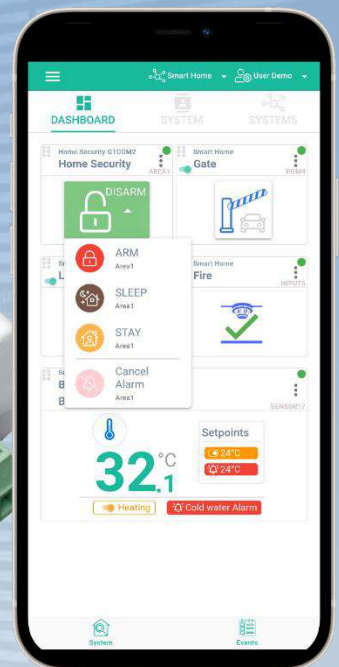 Smart Home
User Demo
DASHBOARD
SYSTEM
SYSTEMS
Home Security GTCOM2
Home Security
AREA1
Smart Home
Gate
PGM4
DISARM
ARM
Area1
SLEEP
Area1
STAY
Area1
Cancel
Alarm
Area1
Smart Home
Fire
INPUT5
SENSOR17
32.1 °C
Setpoints
24°C
24°C
Heating
Cold water Alarm
System
Events